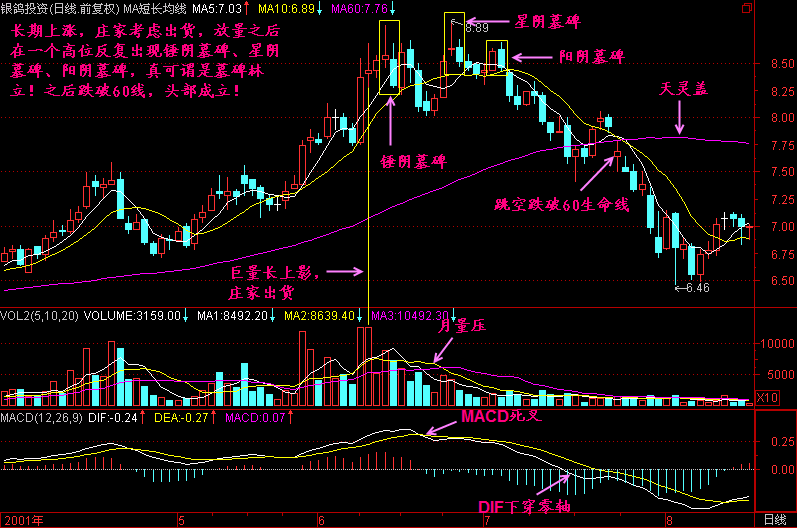 银鸽投资(日线.前复权) MA短长均线 MA5:7.03↑ MA10:6.89↓ MA60:7.76↓
长期上涨，庄家考虑出货，放量之后
在一个高位反复出现锤阴墓碑、星阴
墓碑、阳阴墓碑，真可谓是墓碑林
立！之后跌破60线，头部成立！
星阴墓碑
8.89
阳阴墓碑
天灵盖
锤阴墓碑
跳空跌破60生命线
巨量长上影，
庄家出货
6.46
8.50
8.25
8.00
7.75
7.50
7.25
7.00
6.75
6.50
VOL2(5,10,20) VOLUME:3159.00↓ MA1:8492.20↓ MA2:8639.40↓ MA3:10492.30↓
月量压
10000
5000
X10
MACD(12,26,9) DIF:-0.24↑ DEA:-0.27↑ MACD:0.07↑
MACD死叉
DIF下穿零轴
0.25
0.00
2001年 5 6 7 8 日线